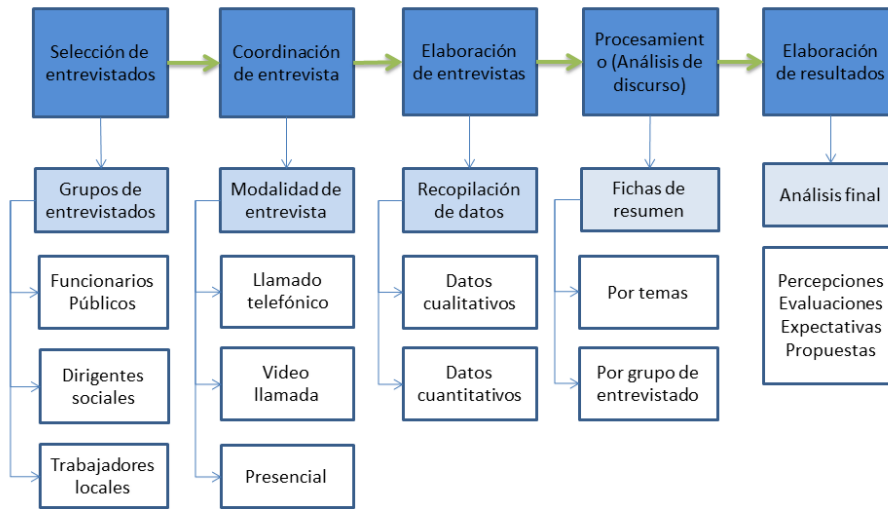 Selección de
entrevistados
Coordinación
de entrevista
Elaboración
de entrevistas
Procesamient
o (Análisis de
discurso)
Elaboración
de resultados
Grupos de
entrevistados
Modalidad de
entrevista
Recopilación
de datos
Fichas de
resumen
Análisis final
Funcionarios
Públicos
Llamado
telefónico
Datos
cualitativos
Por temas
Percepciones
Evaluaciones
Expectativas
Propuestas
Dirigentes
sociales
Video
llamada
Datos
cuantitativos
Por grupo de
entrevistado
Trabajadores
locales
Presencial